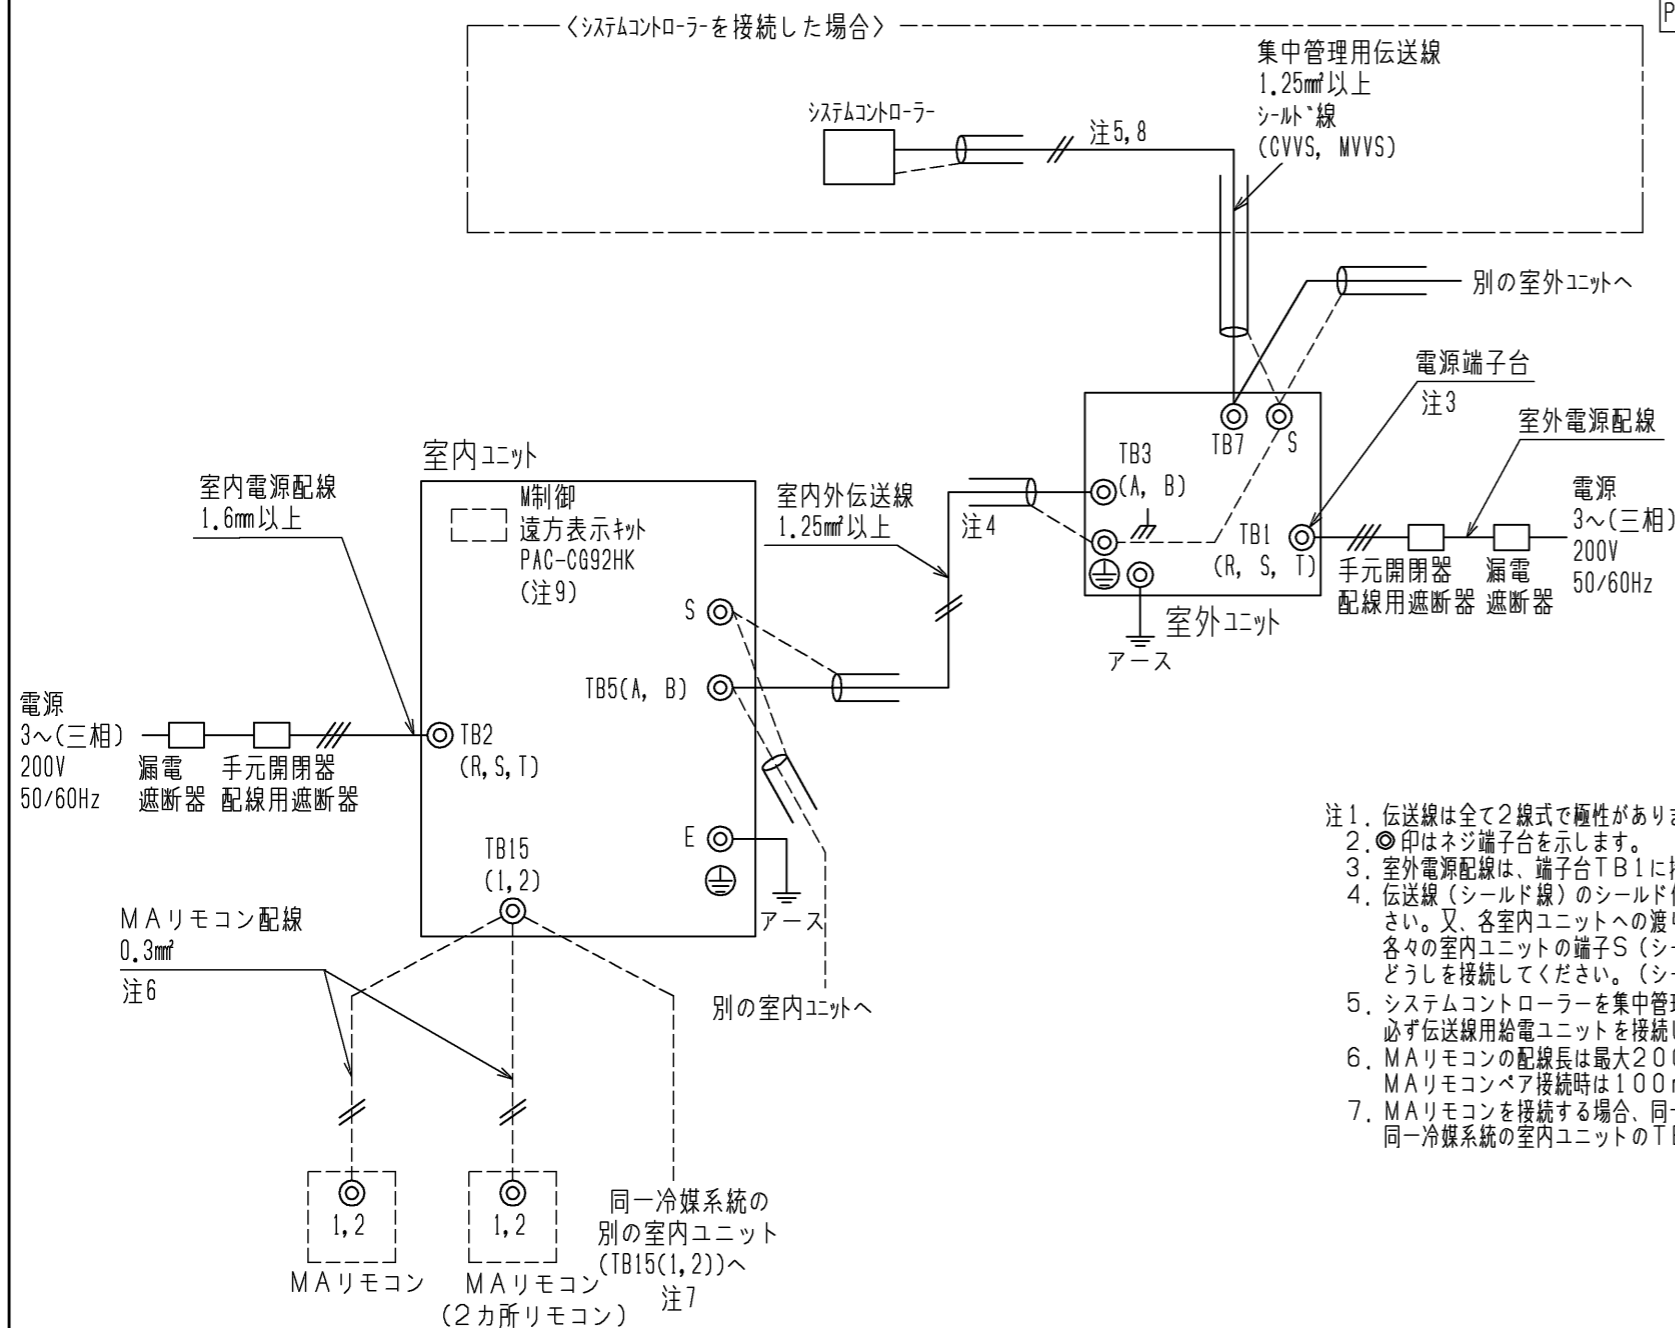 P
〈システムコントローラーを接続した場合〉
集中管理用伝送線
1.25㎟以上
シールド線
(CVVS, MVVS)
システムコントローラー
注5,8
別の室外ユニットへ
電源端子台
注3
室外電源配線
TB7
S
TB3
(A, B)
TB1
(R, S, T)
電源
3～(三相)
200V
50/60Hz
手元開閉器
配線用遮断器
漏電
遮断器
室外ユニット
アース
室内ユニット
M制御
遠方表示キット
PAC-CG92HK
(注9)
室内電源配線
1.6mm以上
室内外伝送線
1.25㎟以上
注4
S
TB5(A, B)
電源
3～(三相)
200V
50/60Hz
漏電
遮断器
手元開閉器
配線用遮断器
TB2
(R,S,T)
E
TB15
(1,2)
アース
MAリモコン配線
0.3㎟
注6
別の室内ユニットへ
1,2
MAリモコン
1,2
MAリモコン
(2カ所リモコン)
同一冷媒系統の
別の室内ユニット
(TB15(1,2))へ
注7
注1. 伝送線は全て2線式で極性がありま
2. ◎印はネジ端子台を示します。
3. 室外電源配線は、端子台TB1に
4. 伝送線（シールド線）のシールド
さい。又、各室内ユニットへの渡
各々の室内ユニットの端子S（シー
どうしを接続してください。（シー
5. システムコントローラーを集中管
必ず伝送線用給電ユニットを接続
6. MAリモコンの配線長は最大200
MAリモコンペア接続時は100
7. MAリモコンを接続する場合、同
同一冷媒系統の室内ユニットのT